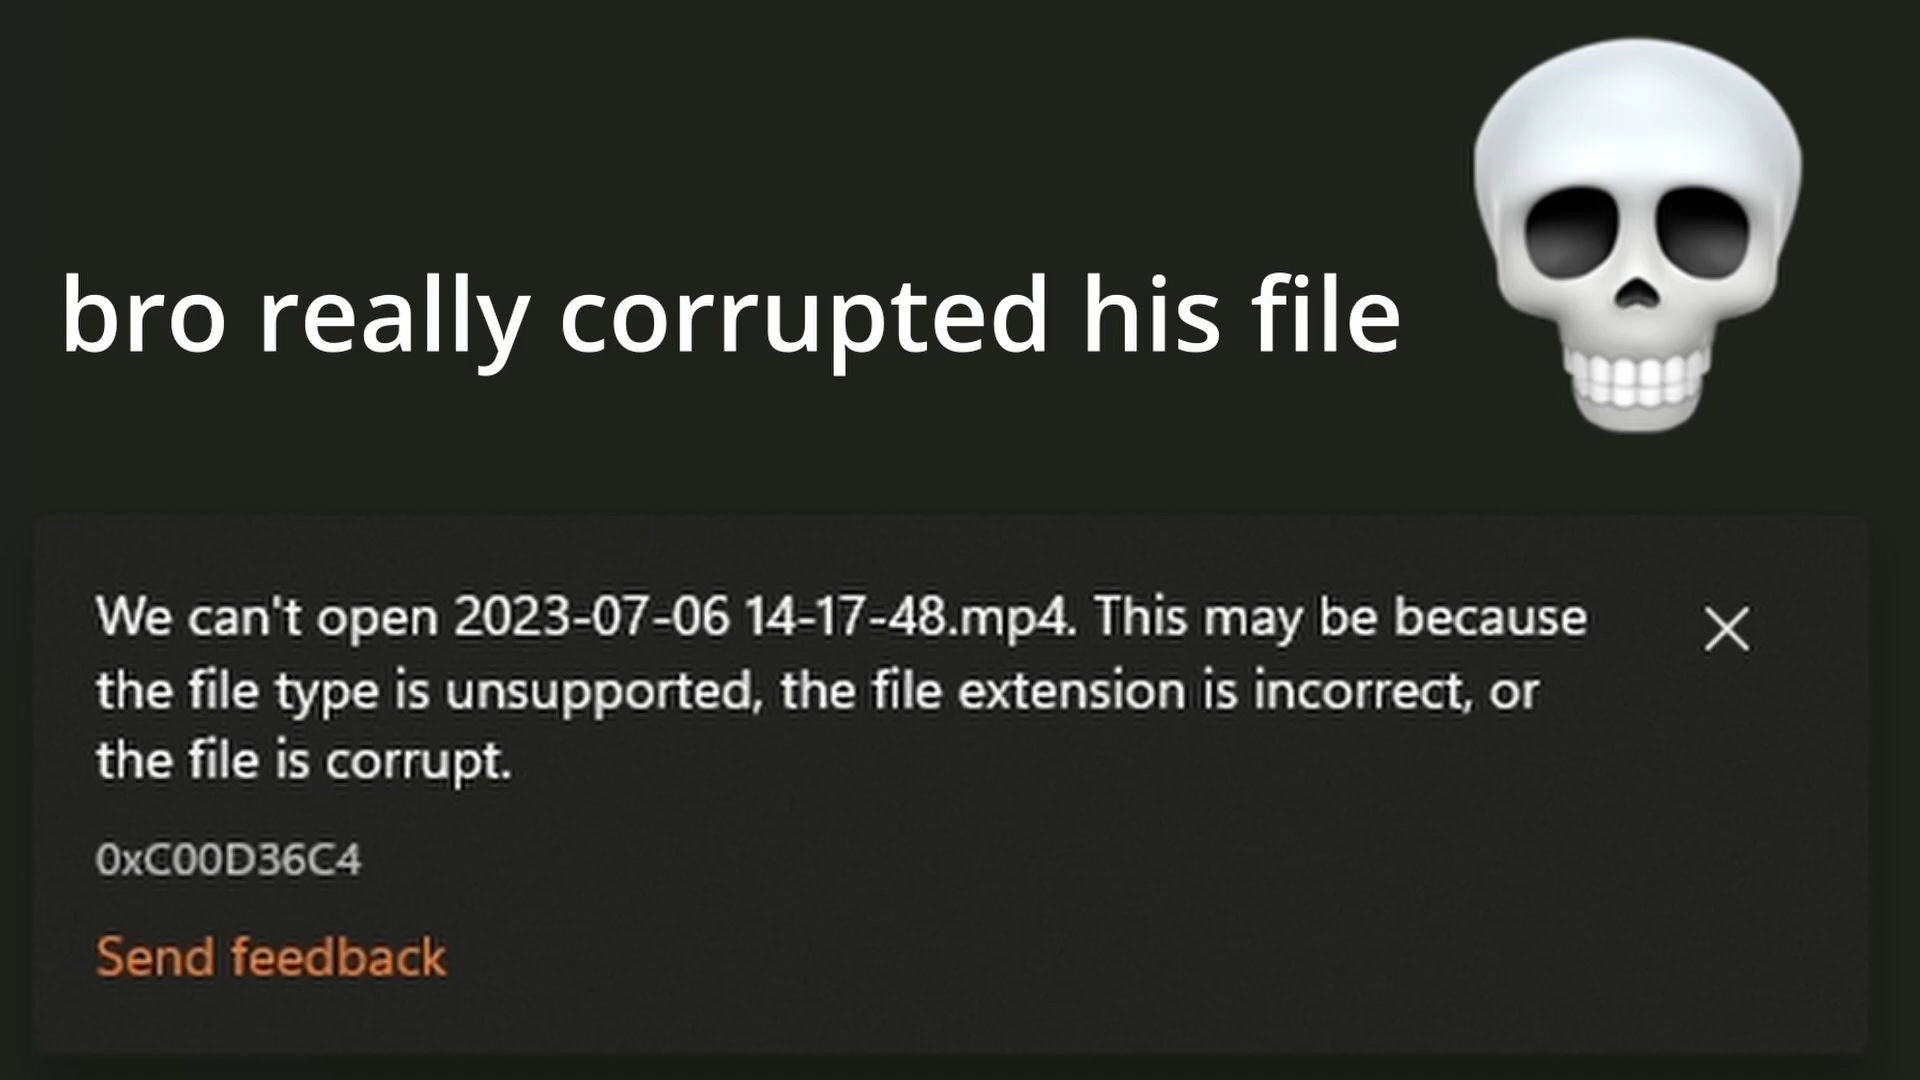 bro really corrupted his file
We can't open 2023-07-06 14-17-48.mp4. This may be because
the file type is unsupported, the file extension is incorrect, or
the file is corrupt.
0xC00D36C4
Send feedback